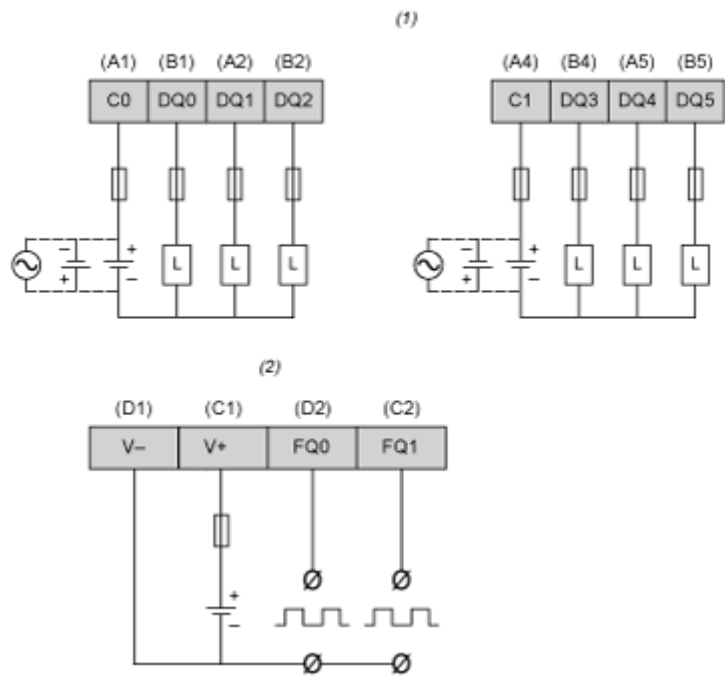 (1)
(A1) (B1) (A2) (B2)
C0 DQ0 DQ1 DQ2
(A4) (B4) (A5) (B5)
C1 DQ3 DQ4 DQ5
– + + –
L L L
– + + –
L L L
(2)
(D1) (C1) (D2) (C2)
V– V+ FQ0 FQ1
+
–